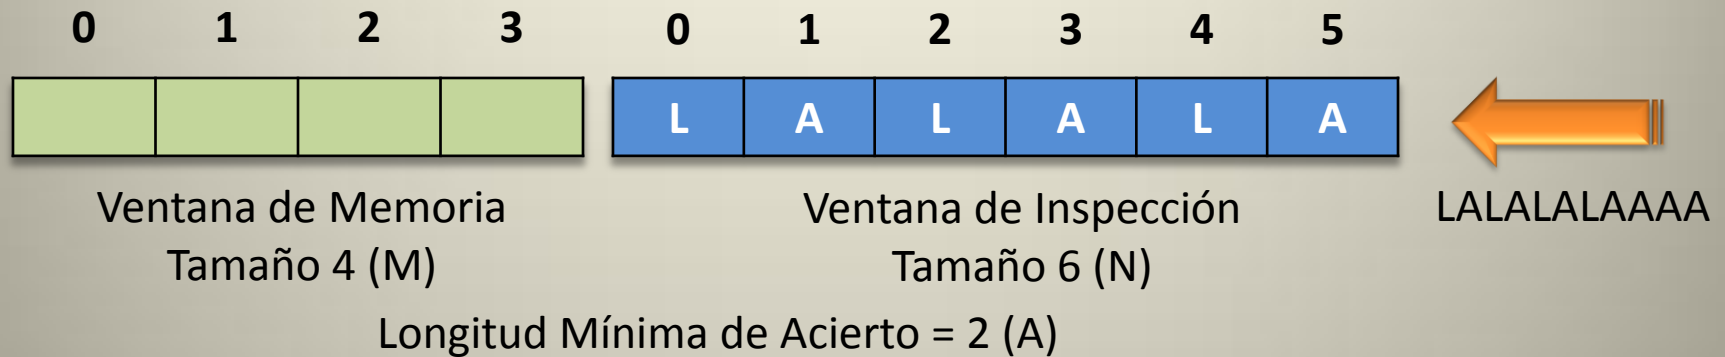 0 1 2 3 0 1 2 3 4 5
L A L A L A
Ventana de Memoria
Tamaño 4 (M)
Ventana de Inspección
Tamaño 6 (N)
LALALALAAAA
Longitud Mínima de Acierto = 2 (A)